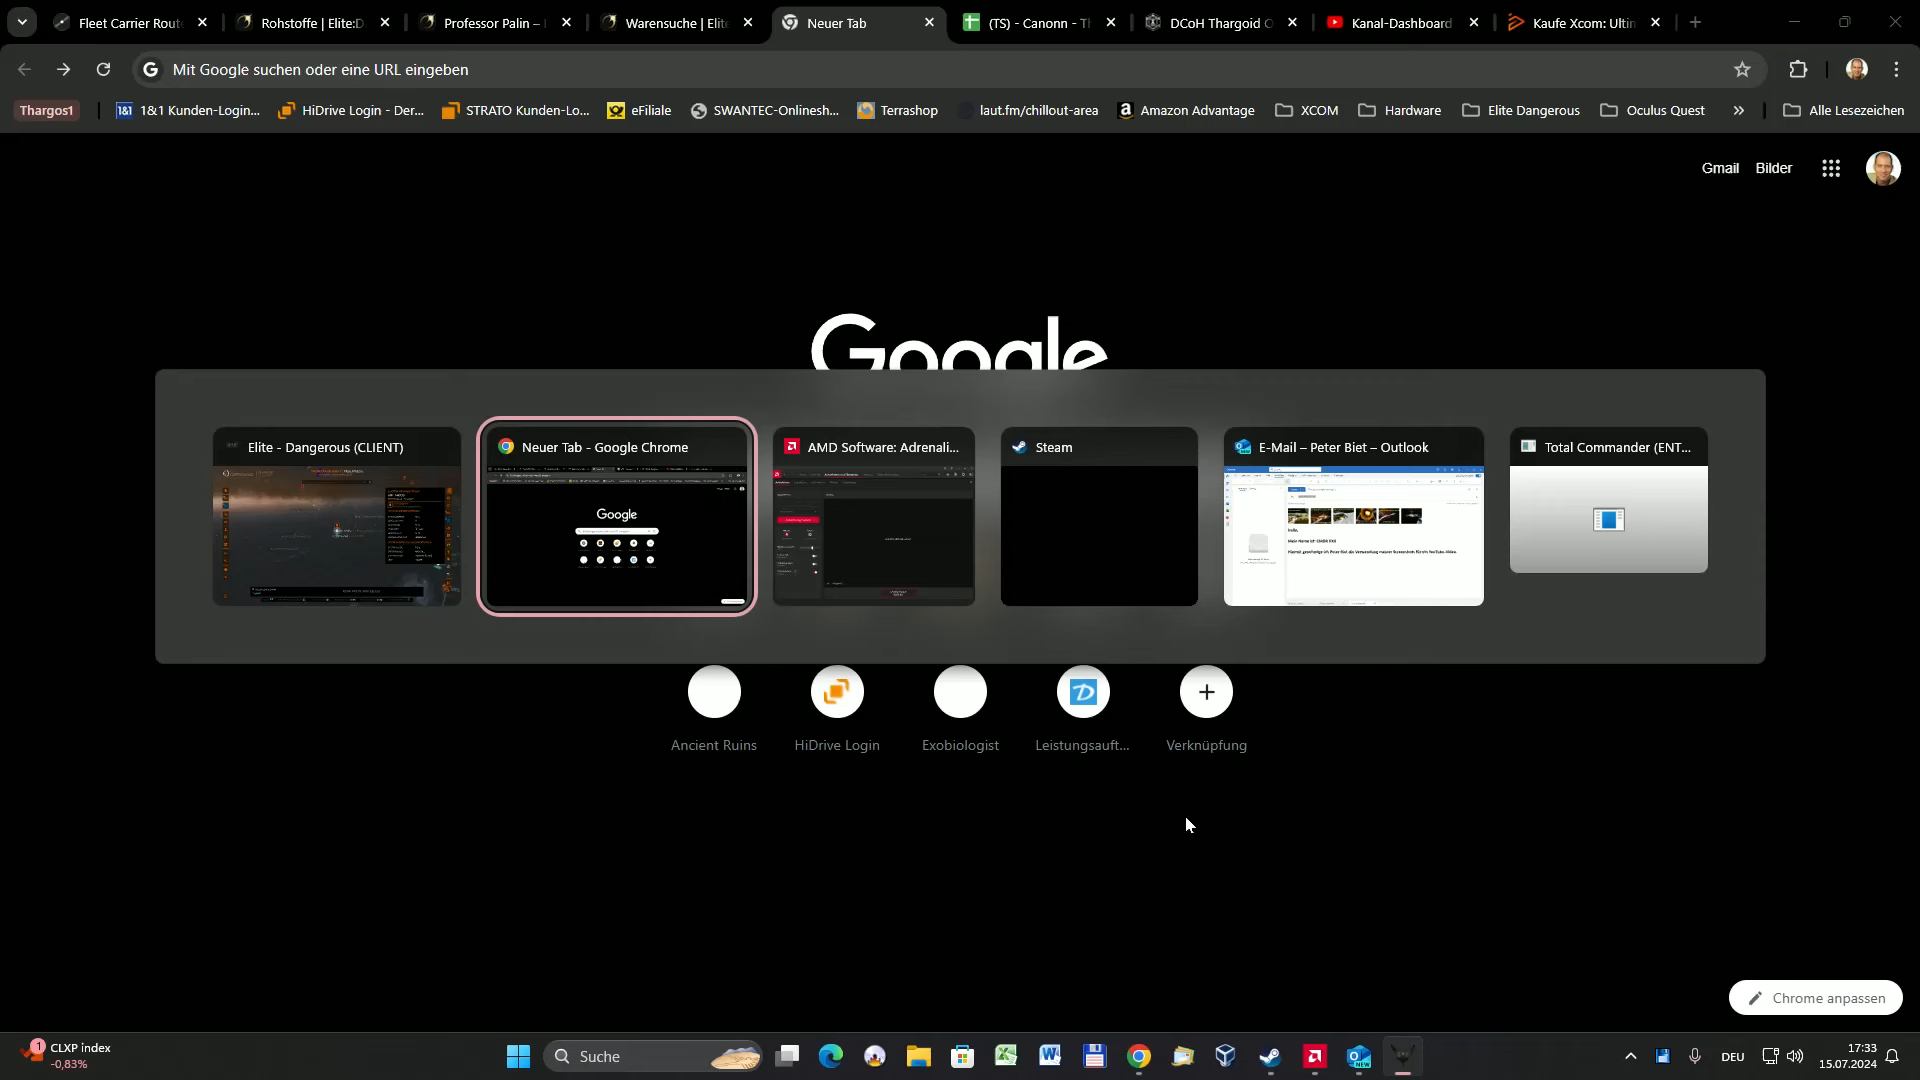 Fleet Carrier Rout
Rohstoffe | Elite:D
Professor Palin –
Warensuche | Elit
Neuer Tab
(TS) - Canonn - Th
DCoH Thargoid O
Kanal-Dashboard
Kaufe Xcom: Ultin
Mit Google suchen oder eine URL eingeben
Thargos1
1&1 Kunden-Login...
HiDrive Login - Der...
STRATO Kunden-Lo...
eFiliale
SWANTEC-Onlinesh...
Terrashop
laut.fm/chillout-area
Amazon Advantage
XCOM
Hardware
Elite Dangerous
Oculus Quest
Alle Lesezeichen
Gmail
Bilder
Google
Elite - Dangerous (CLIENT)
Neuer Tab - Google Chrome
AMD Software: Adrenali...
Steam
E-Mail – Peter Biet – Outlook
Total Commander (ENT...
Google
Ancient Ruins
HiDrive Login
Exobiologist
Leistungsauft...
Verknüpfung
Chrome anpassen
1
CLXP index
-0,83%
Suche
NEW
DEU
17:33
15.07.2024